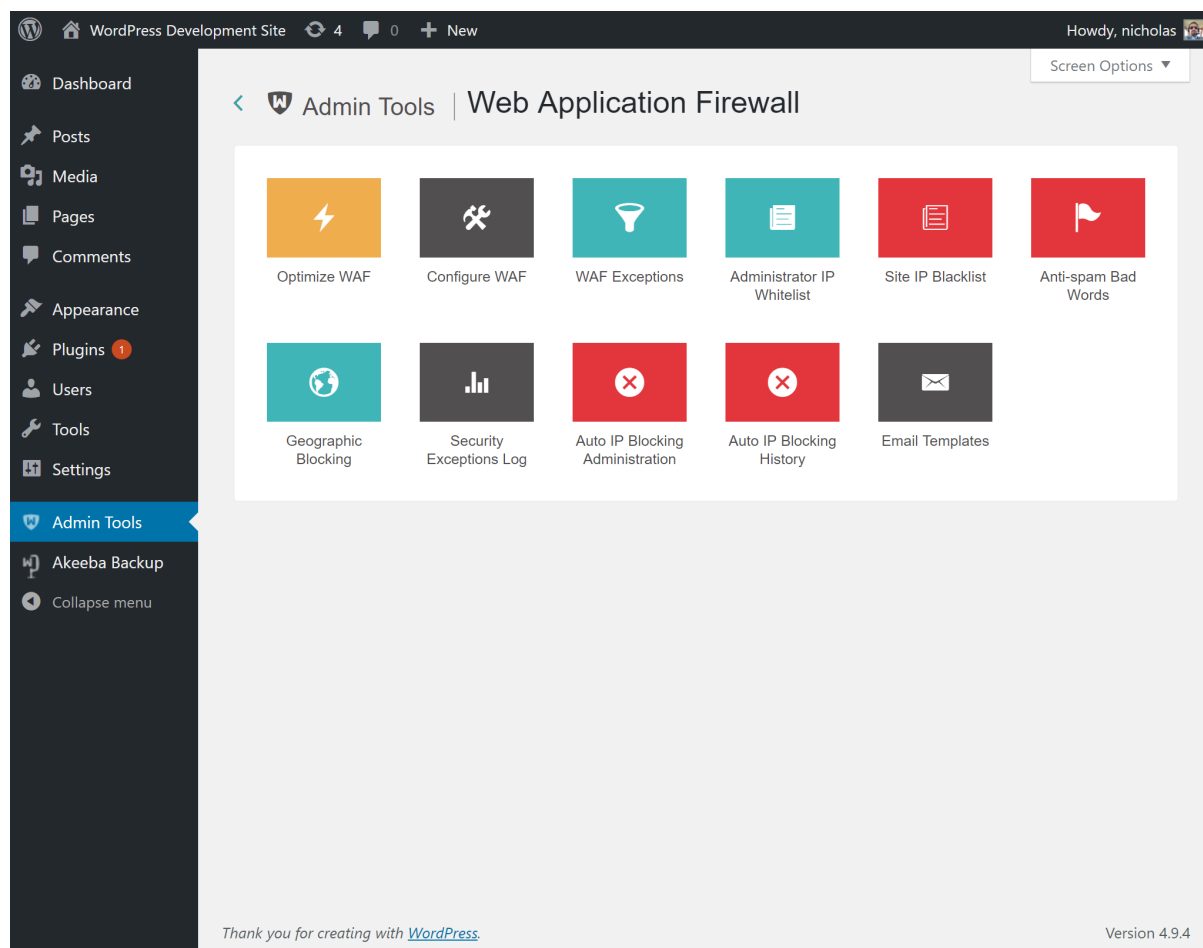 WordPress Development Site 4 0 New Howdy, nicholas
Screen Options ▼
Dashboard
Posts
Media
Pages
Comments
Appearance
Plugins 1
Users
Tools
Settings
Admin Tools
Akeeba Backup
Collapse menu
Admin Tools | Web Application Firewall
Optimize WAF
Configure WAF
WAF Exceptions
Administrator IP
Whitelist
Site IP Blacklist
Anti-spam Bad
Words
Geographic
Blocking
Security
Exceptions Log
Auto IP Blocking
Administration
Auto IP Blocking
History
Email Templates
Thank you for creating with WordPress.
Version 4.9.4